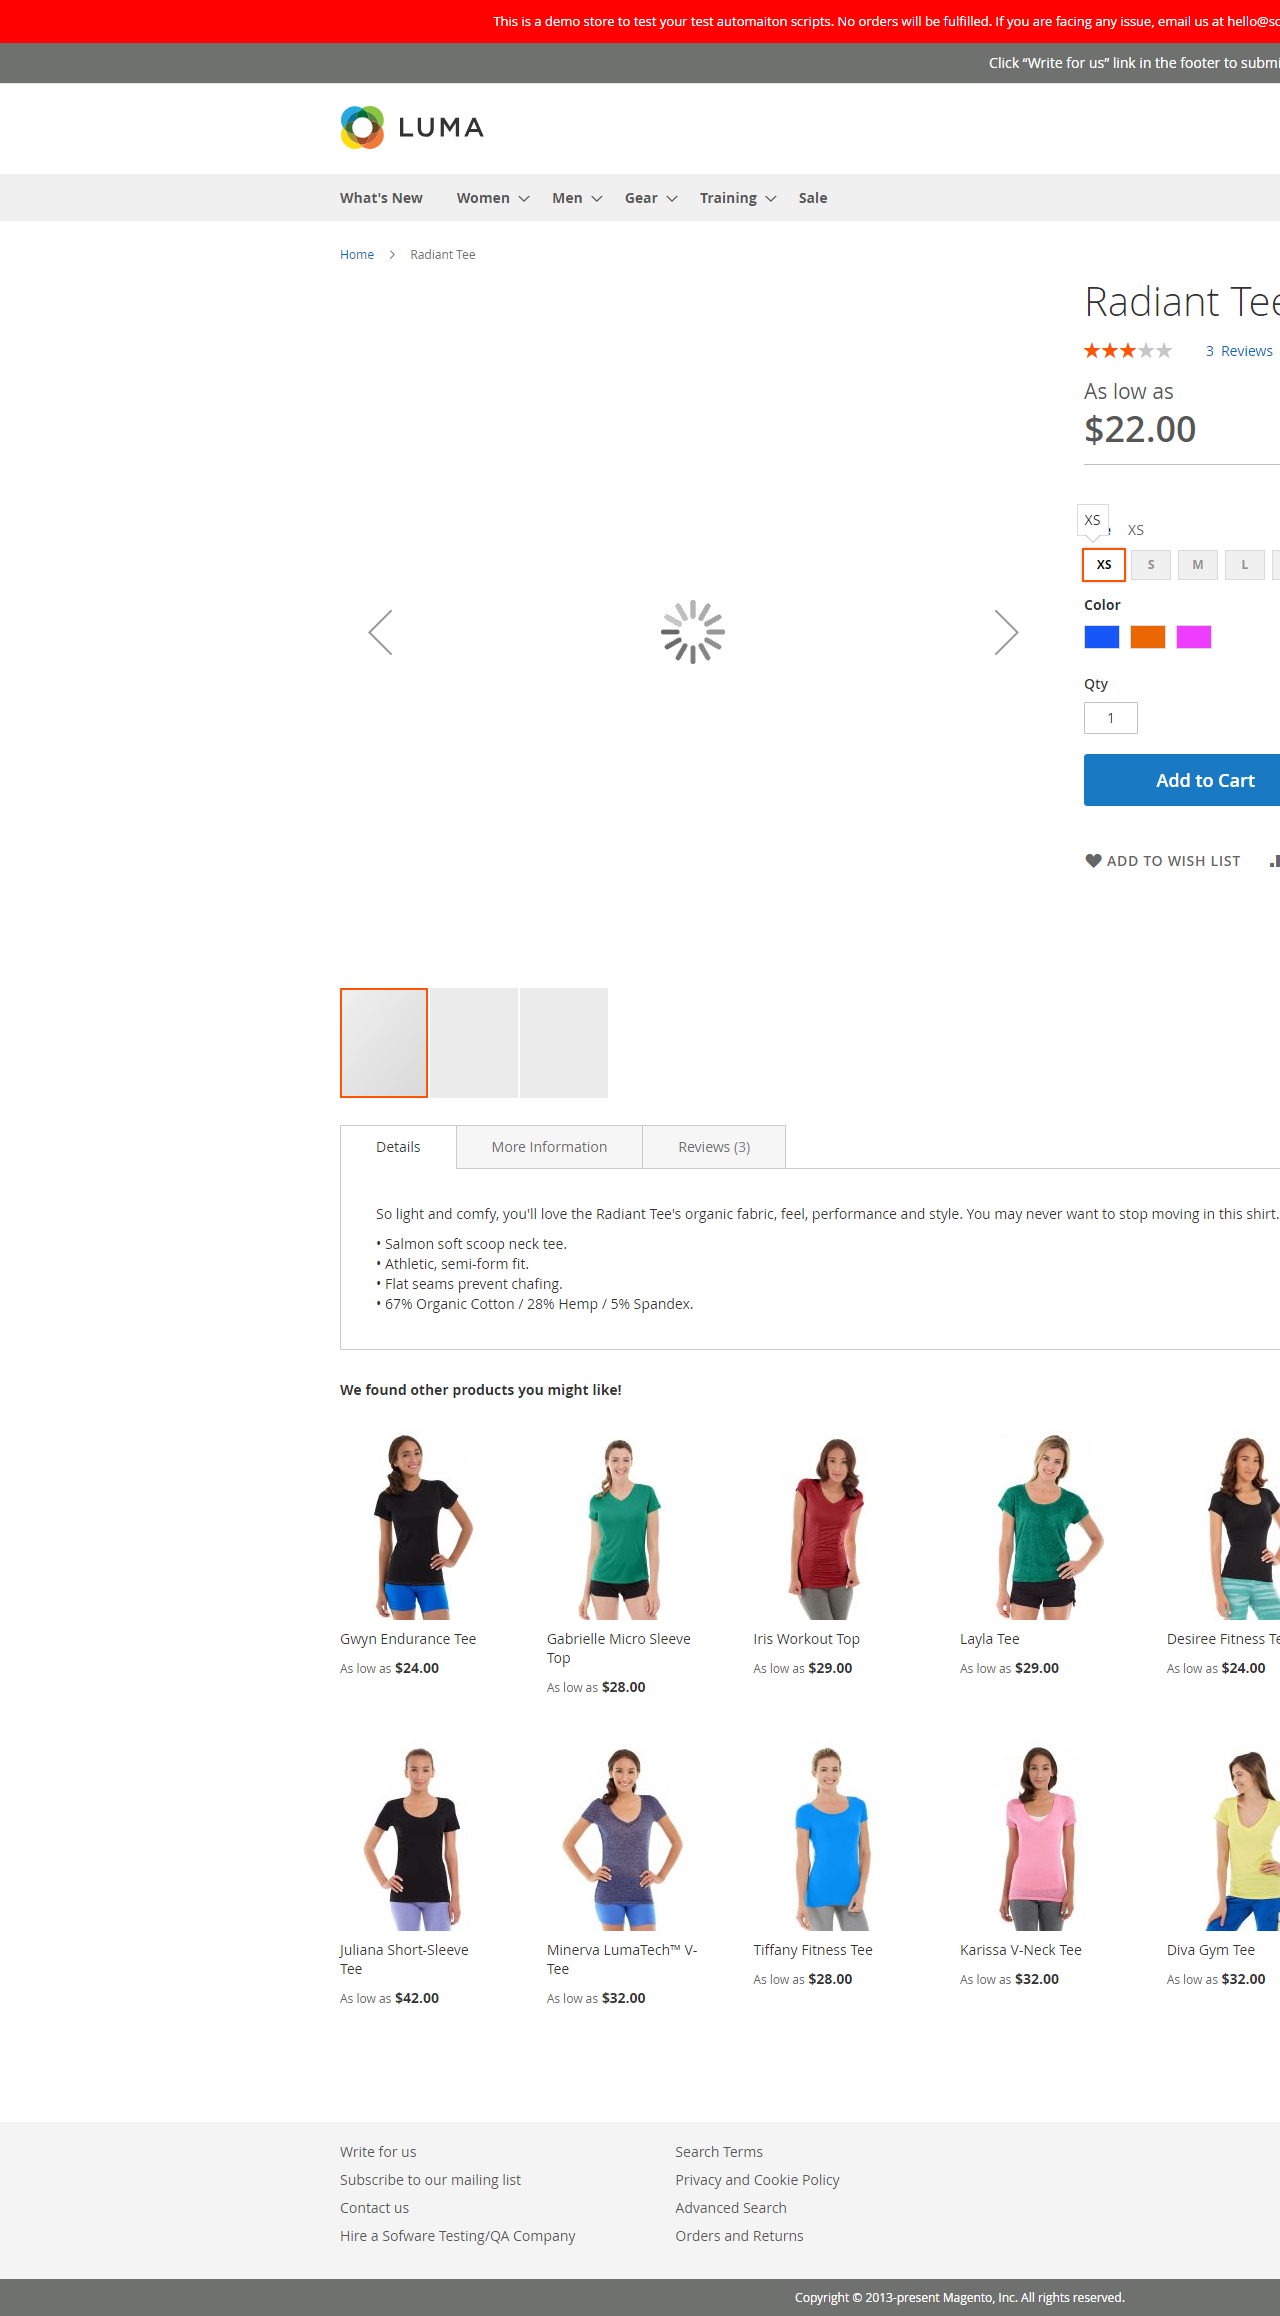 This is a demo store to test your test automaiton scripts. No orders will be fulfilled. If you are facing any issue, email us at
Click “Write for us” link in the footer to
LUMA
What's New Women Men Gear Training Sale
Home Radiant Tee
Radiant Tee
3 Reviews
As low as
$22.00
XS
XS
XS S M L
Color
Qty
1
Add to Cart
ADD TO WISH LIST
Details More Information Reviews (3)
So light and comfy, you'll love the Radiant Tee's organic fabric, feel, performance and style. You may never want to stop moving in this shirt.
• Salmon soft scoop neck tee.
• Athletic, semi-form fit.
• Flat seams prevent chafing.
• 67% Organic Cotton / 28% Hemp / 5% Spandex.
We found other products you might like!
Gwyn Endurance Tee
As low as $24.00
Gabrielle Micro Sleeve
Top
As low as $28.00
Iris Workout Top
As low as $29.00
Layla Tee
As low as $29.00
Desiree Fitness
As low as $24.00
Juliana Short-Sleeve
Tee
As low as $42.00
Minerva LumaTech™ V-
Tee
As low as $32.00
Tiffany Fitness Tee
As low as $28.00
Karissa V-Neck Tee
As low as $32.00
Diva Gym Tee
As low as $32.00
Write for us
Subscribe to our mailing list
Contact us
Hire a Sofware Testing/QA Company
Search Terms
Privacy and Cookie Policy
Advanced Search
Orders and Returns
Copyright © 2013-present Magento, Inc. All rights reserved.